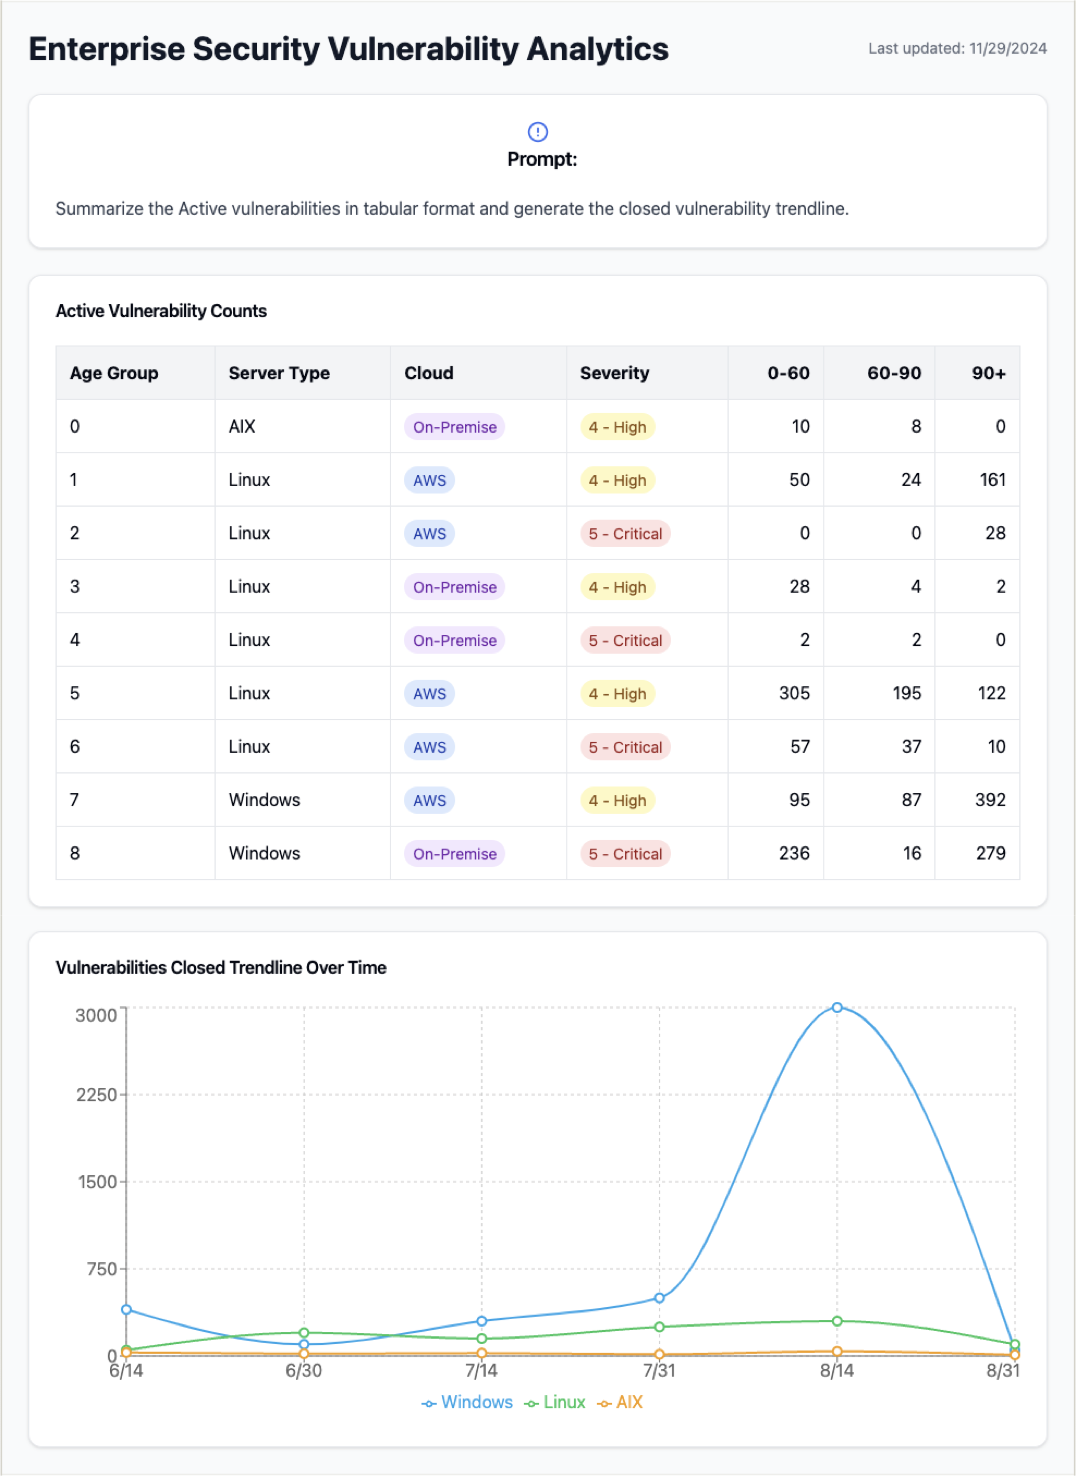 Enterprise Security Vulnerability Analytics
Last updated: 11/29/2024
Prompt:
Summarize the Active vulnerabilities in tabular format and generate the closed vulnerability trendline.
Active Vulnerability Counts
Age Group Server Type Cloud Severity 0-60 60-90 90+
0 AIX On-Premise 4 - High 10 8 0
1 Linux AWS 4 - High 50 24 161
2 Linux AWS 5 - Critical 0 0 28
3 Linux On-Premise 4 - High 28 4 2
4 Linux On-Premise 5 - Critical 2 2 0
5 Linux AWS 4 - High 305 195 122
6 Linux AWS 5 - Critical 57 37 10
7 Windows AWS 4 - High 95 87 392
8 Windows On-Premise 5 - Critical 236 16 279
Vulnerabilities Closed Trendline Over Time
3000
2250
1500
750
0
6/14 6/30 7/14 7/31 8/14 8/31
Windows Linux AIX